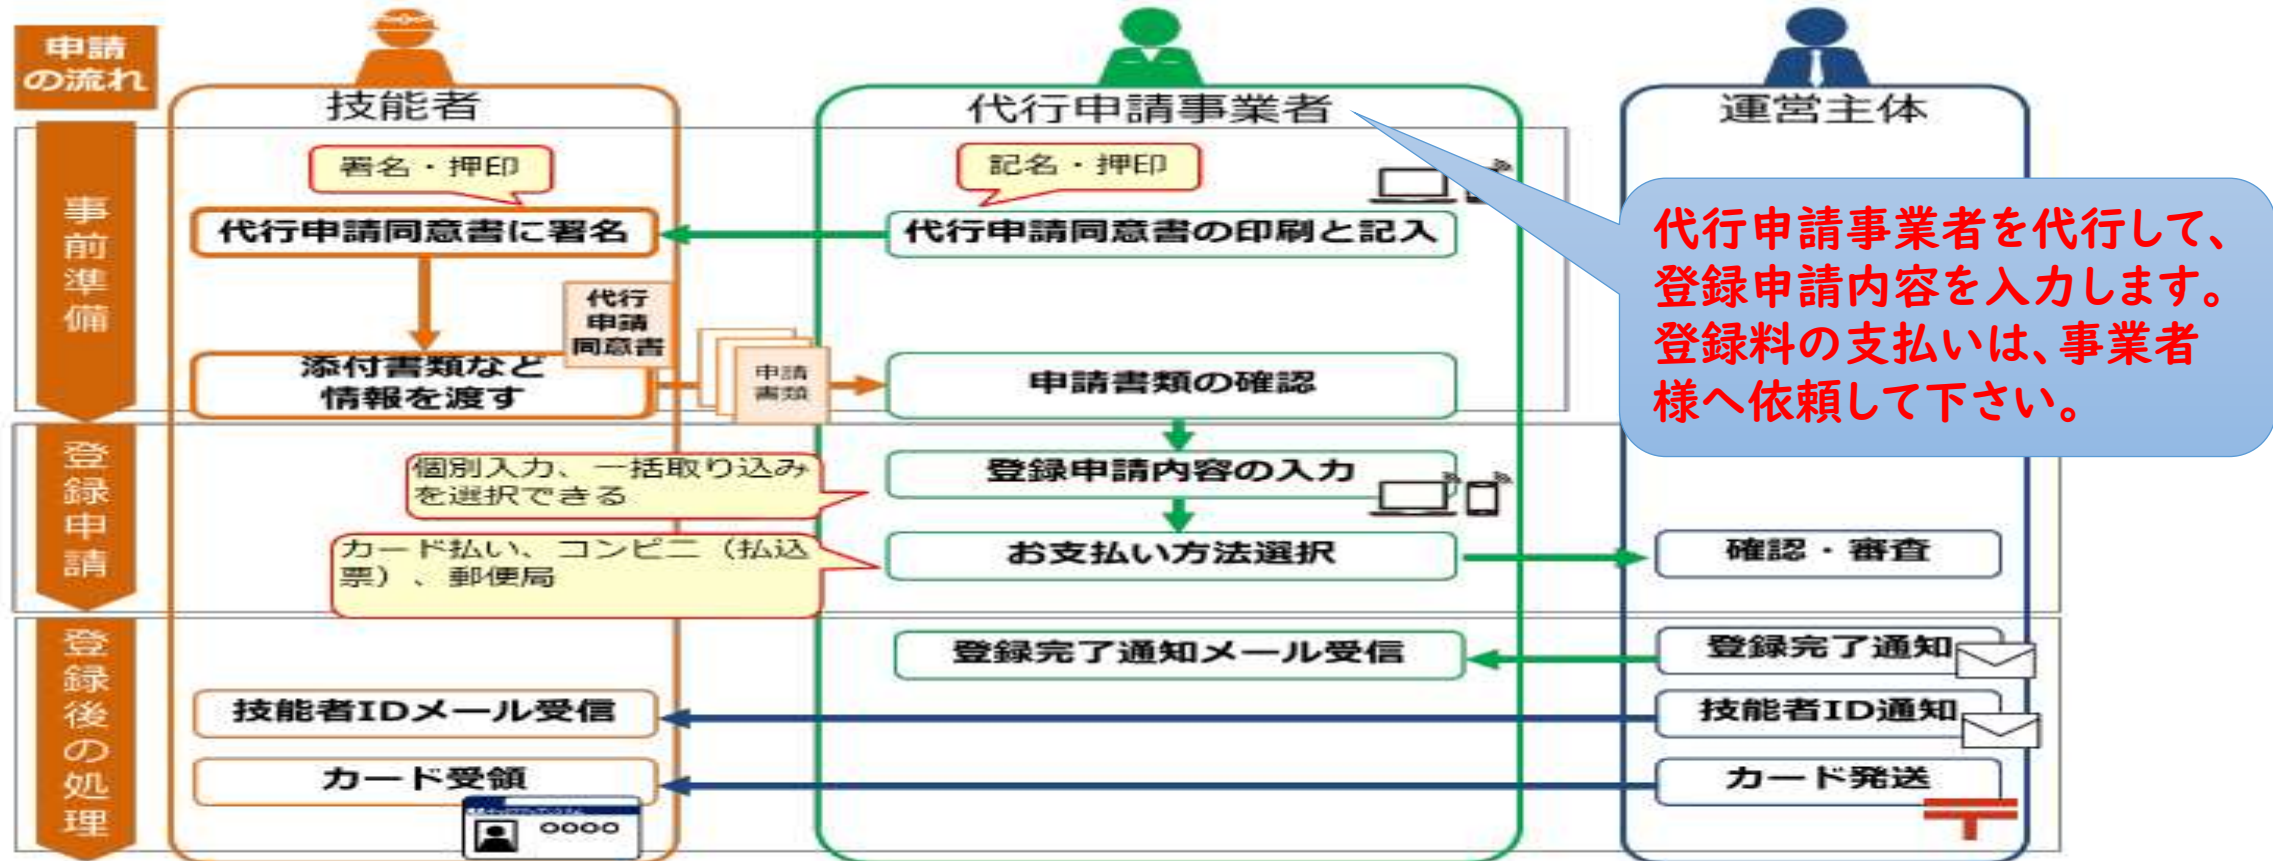 申請
の流れ
技能者
代行申請事業者
運営主体
事前準備
署名・押印
記名・押印
代行申請同意書に署名
代行申請同意書の印刷と記入
代行申請事業者を代行して、
登録申請内容を入力します。
登録料の支払いは、事業者
様へ依頼して下さい。
代行
申請
同意書
添付書類など
情報を渡す
申請
書類
申請書類の確認
登録申請
個別入力、一括取り込み
を選択できる
登録申請内容の入力
カード払い、コンビニ（払込
票）、郵便局
お支払い方法選択
確認・審査
登録後の処理
登録完了通知メール受信
登録完了通知
技能者IDメール受信
技能者ID通知
カード受領
カード発送
0000